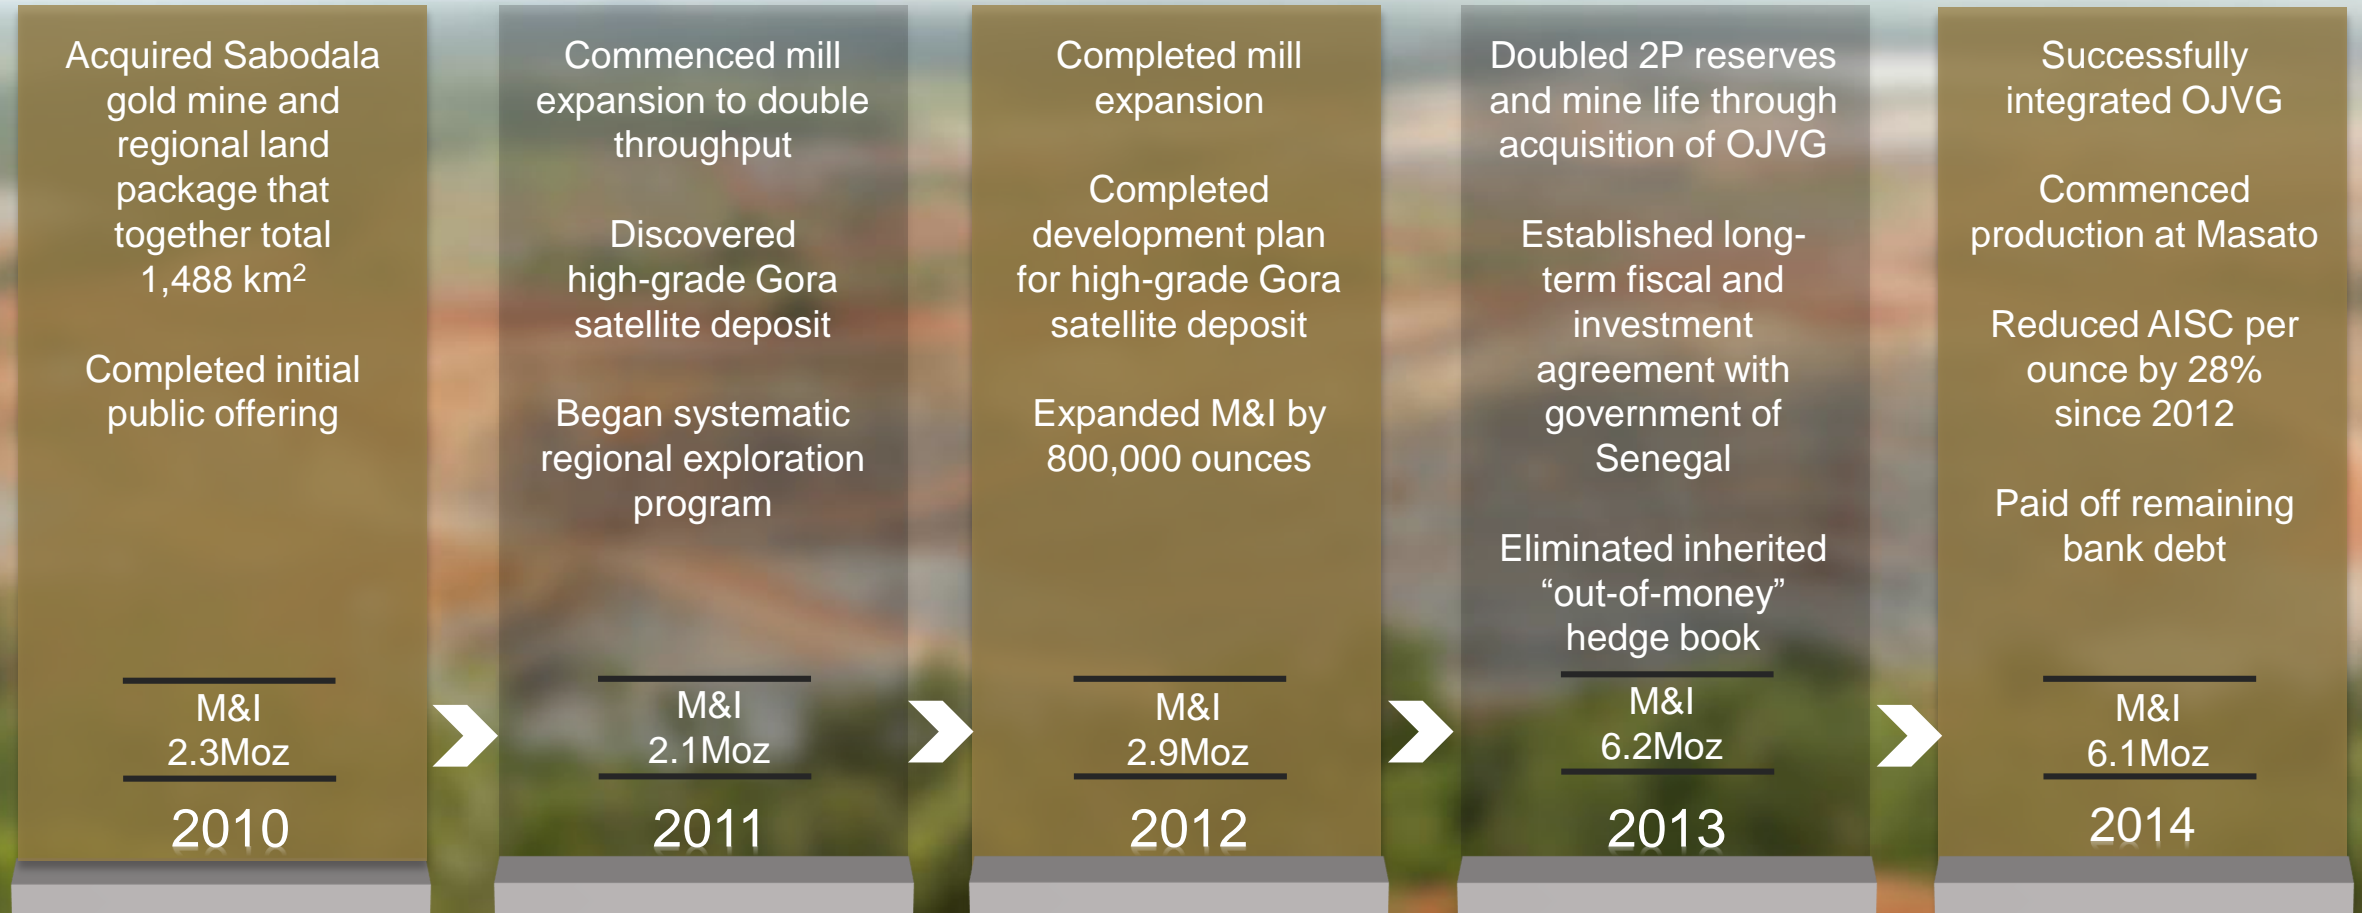 Acquired Sabodala
gold mine and
regional land
package that
together total
1,488 km²
Completed initial
public offering
M&I
2.3Moz
2010
Commenced mill
expansion to double
throughput
Discovered
high-grade Gora
satellite deposit
Began systematic
regional exploration
program
M&I
2.1Moz
2011
Completed mill
expansion
Completed
development plan
for high-grade Gora
satellite deposit
Expanded M&I by
800,000 ounces
M&I
2.9Moz
2012
Doubled 2P reserves
and mine life through
acquisition of OJVG
Established long-
term fiscal and
investment
agreement with
government of
Senegal
Eliminated inherited
“out-of-money”
hedge book
M&I
6.2Moz
2013
Successfully
integrated OJVG
Commenced
production at Masato
Reduced AISC per
ounce by 28%
since 2012
Paid off remaining
bank debt
M&I
6.1Moz
2014